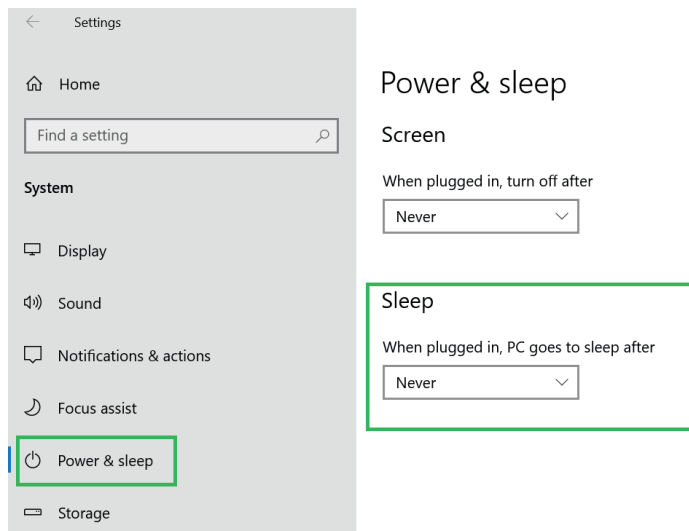 Settings
Home
Find a setting
System
Display
Sound
Notifications & actions
Focus assist
Power & sleep
Storage
Power & sleep
Screen
When plugged in, turn off after
Never
Sleep
When plugged in, PC goes to sleep after
Never